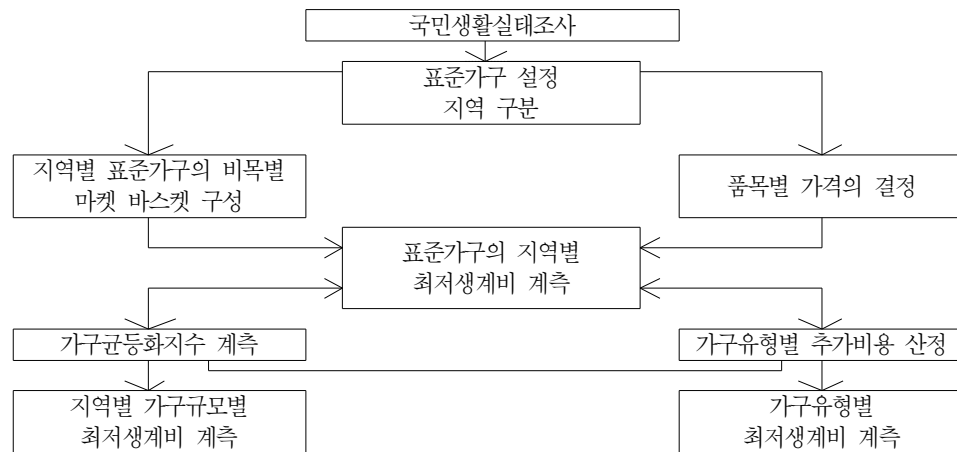 국민생활실태조사
표준가구 설정
지역 구분
지역별 표준가구의 비목별
마켓 바스켓 구성
품목별 가격의 결정
표준가구의 지역별
최저생계비 계측
가구균등화지수 계측
가구유형별 추가비용 산정
지역별 가구규모별
최저생계비 계측
가구유형별
최저생계비 계측